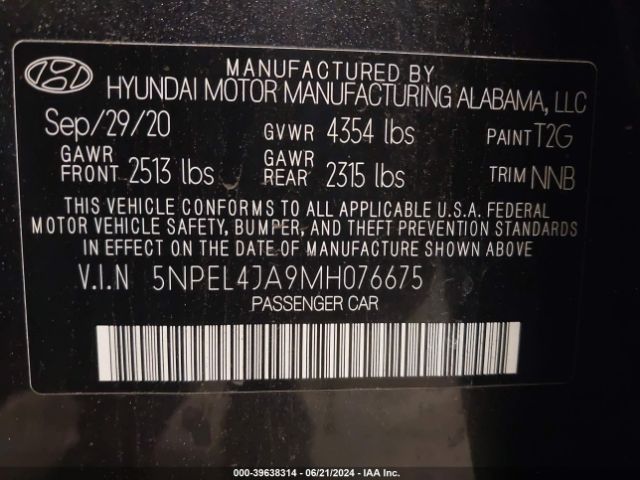 MANUFACTURED BY
HYUNDAI MOTOR MANUFACTURING ALABAMA, LLC
Sep/29/20 GVWR 4354 lbs PAINT T2G
GAWR FRONT 2513 lbs GAWR REAR 2315 lbs TRIM NNB
THIS VEHICLE CONFORMS TO ALL APPLICABLE U.S.A. FEDERAL
MOTOR VEHICLE SAFETY, BUMPER, AND THEFT PREVENTION STANDARDS
IN EFFECT ON THE DATE OF MANUFACTURE SHOWN ABOVE
V.I.N 5NPEL4JA9MH076675
PASSENGER CAR
000-39638314 - 06/21/2024 - IAA Inc.